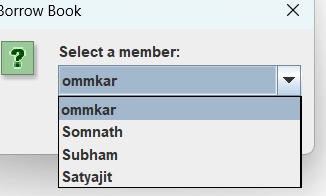 Borrow Book
Select a member:
ommkar
ommkar
Somnath
Subham
Satyajit